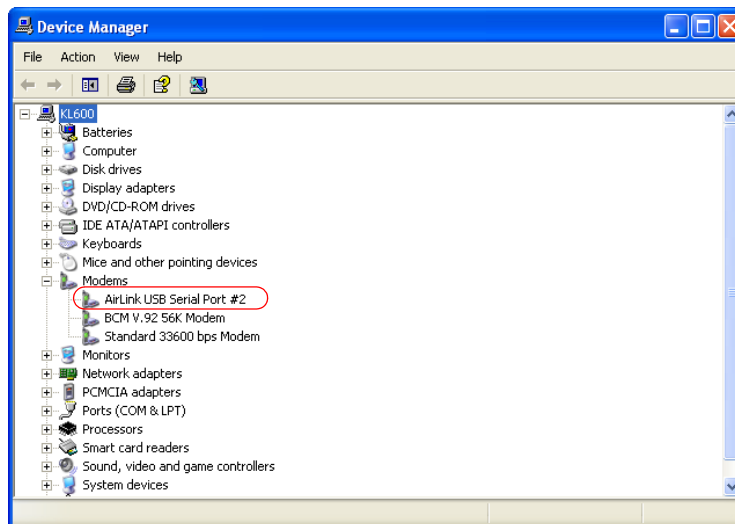 Device Manager
File Action View Help
KL600
Batteries
Computer
Disk drives
Display adapters
DVD/CD-ROM drives
IDE ATA/ATAPI controllers
Keyboards
Mice and other pointing devices
Modems
AirLink USB Serial Port #2
BCM V.92 56K Modem
Standard 33600 bps Modem
Monitors
Network adapters
PCMCIA adapters
Ports (COM & LPT)
Processors
Smart card readers
Sound, video and game controllers
System devices